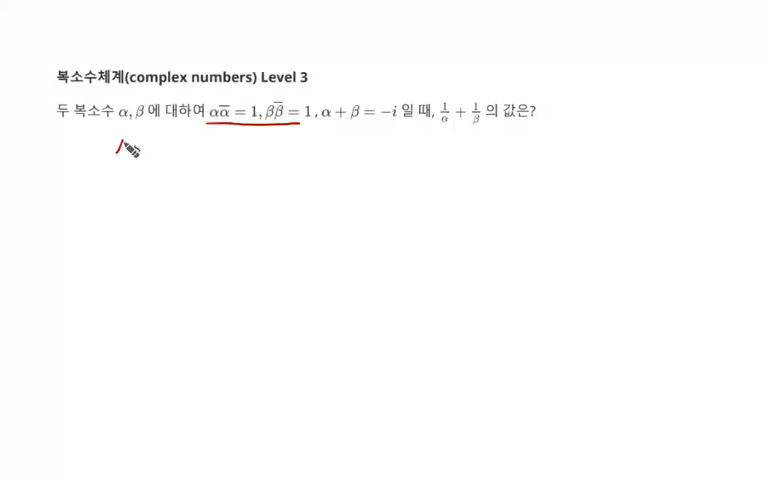 복소수체계(complex numbers) Level 3
두 복소수 α, β 에 대하여 αα̅ = 1, ββ̅ = 1 , α + β = −i 일 때, 1/α + 1/β 의 값은?